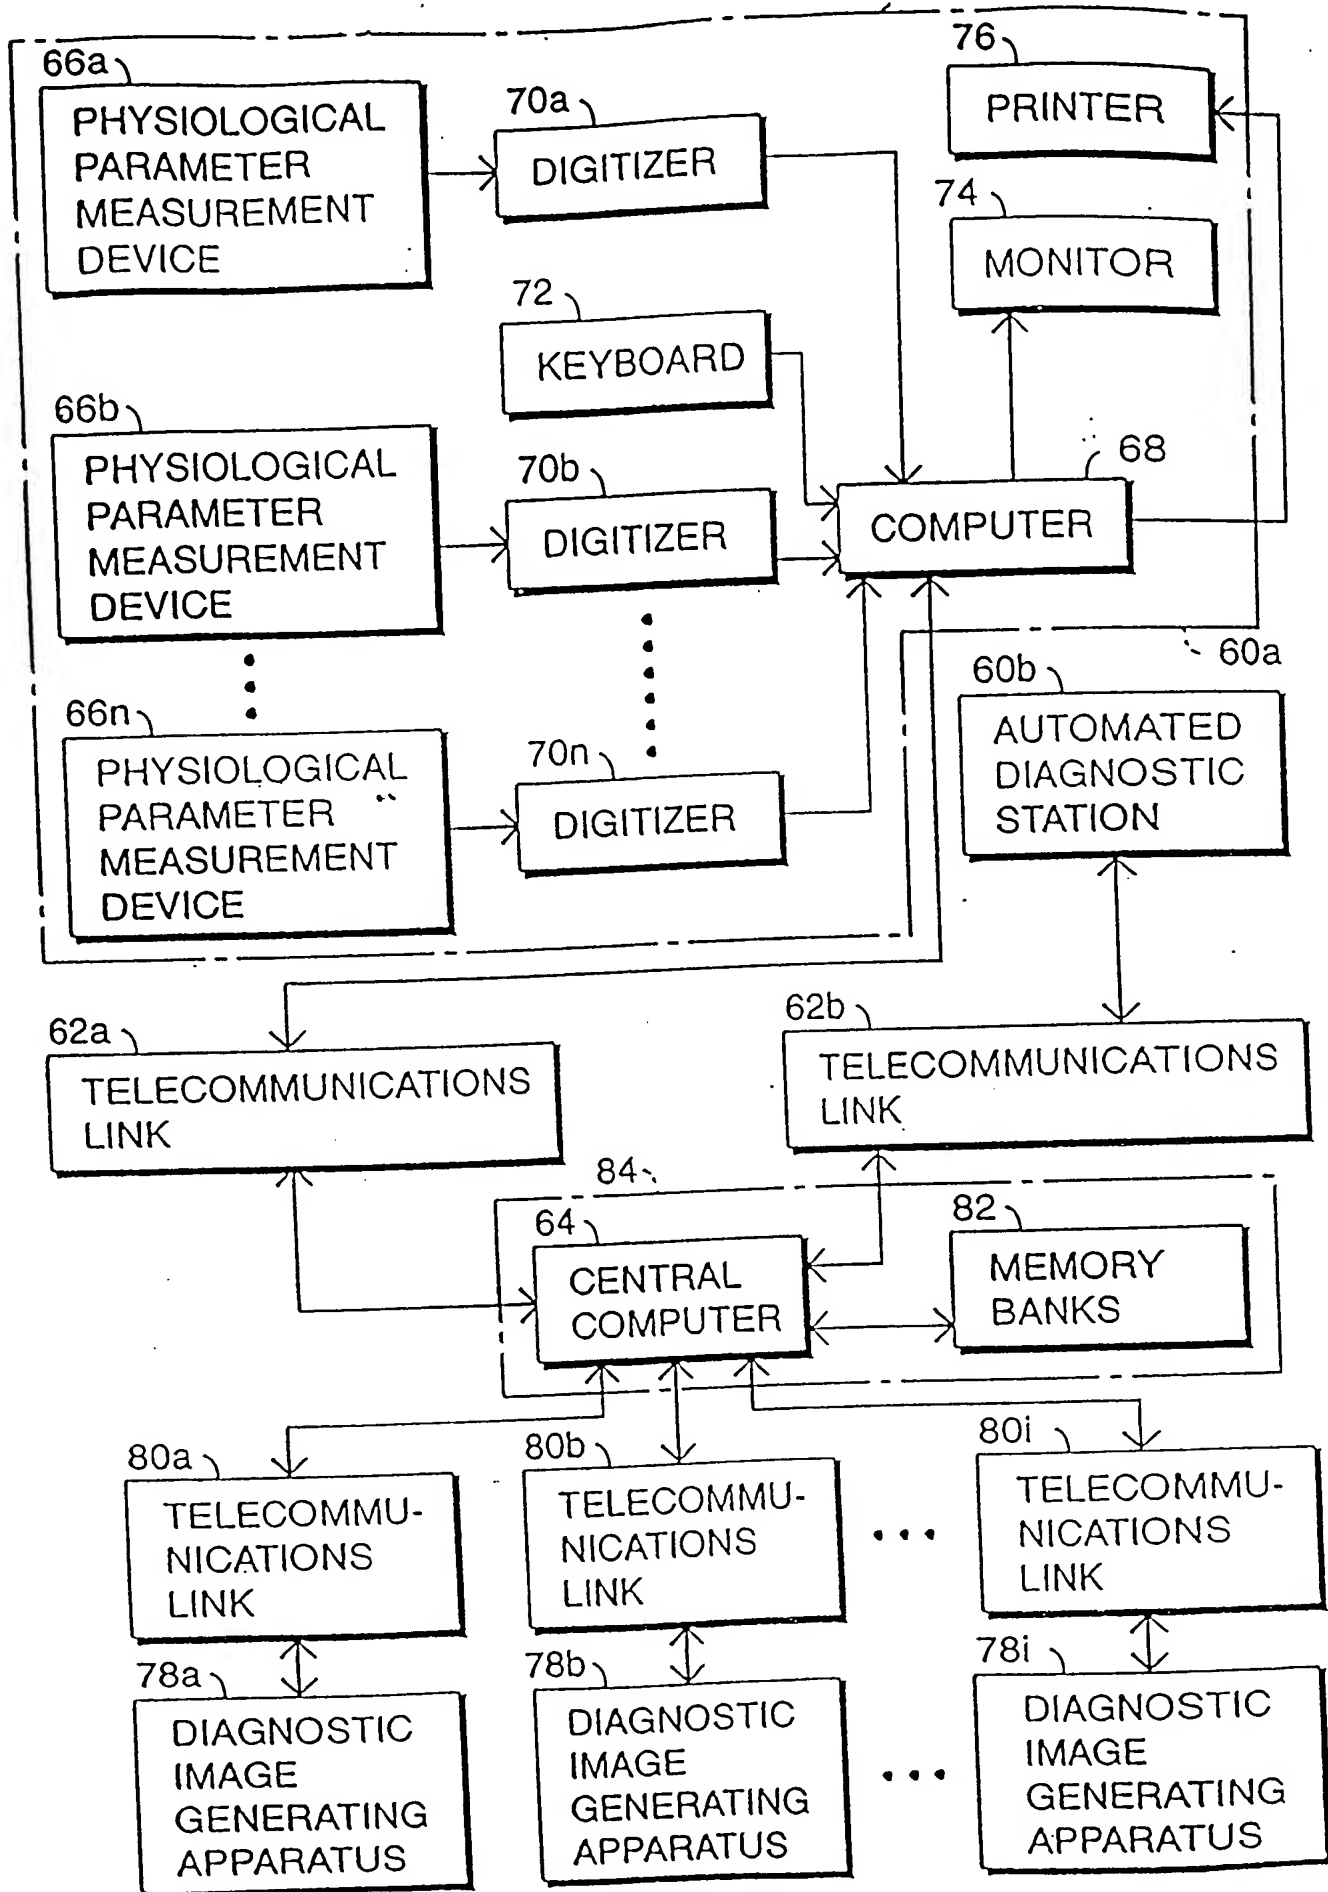 66a
PHYSIOLOGICAL
PARAMETER
MEASUREMENT
DEVICE
70a
DIGITIZER
76
PRINTER
74
MONITOR
72
KEYBOARD
66b
PHYSIOLOGICAL
PARAMETER
MEASUREMENT
DEVICE
70b
DIGITIZER
68
COMPUTER
60a
66n
PHYSIOLOGICAL
PARAMETER
MEASUREMENT
DEVICE
70n
DIGITIZER
60b
AUTOMATED
DIAGNOSTIC
STATION
62a
TELECOMMUNICATIONS
LINK
62b
TELECOMMUNICATIONS
LINK
84
64
CENTRAL
COMPUTER
82
MEMORY
BANKS
80a
TELECOMMU-
NICATIONS
LINK
80b
TELECOMMU-
NICATIONS
LINK
80i
TELECOMMU-
NICATIONS
LINK
78a
DIAGNOSTIC
IMAGE
GENERATING
APPARATUS
78b
DIAGNOSTIC
IMAGE
GENERATING
APPARATUS
78i
DIAGNOSTIC
IMAGE
GENERATING
APPARATUS